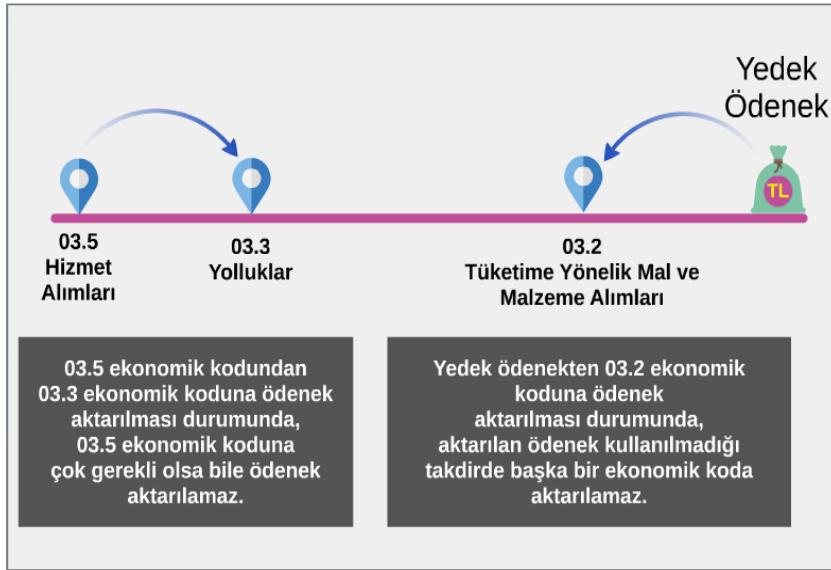 Yedek
Ödenek
TL
03.5
Hizmet
Alımları
03.3
Yolluklar
03.2
Tüketime Yönelik Mal ve
Malzeme Alımları
03.5 ekonomik kodundan
03.3 ekonomik koduna ödenek
aktarılması durumunda,
03.5 ekonomik koduna
çok gerekli olsa bile ödenek
aktarılamaz.
Yedek ödenekten 03.2 ekonomik
koduna ödenek
aktarılması durumunda,
aktarılan ödenek kullanılmadığı
takdirde başka bir ekonomik koda
aktarılamaz.